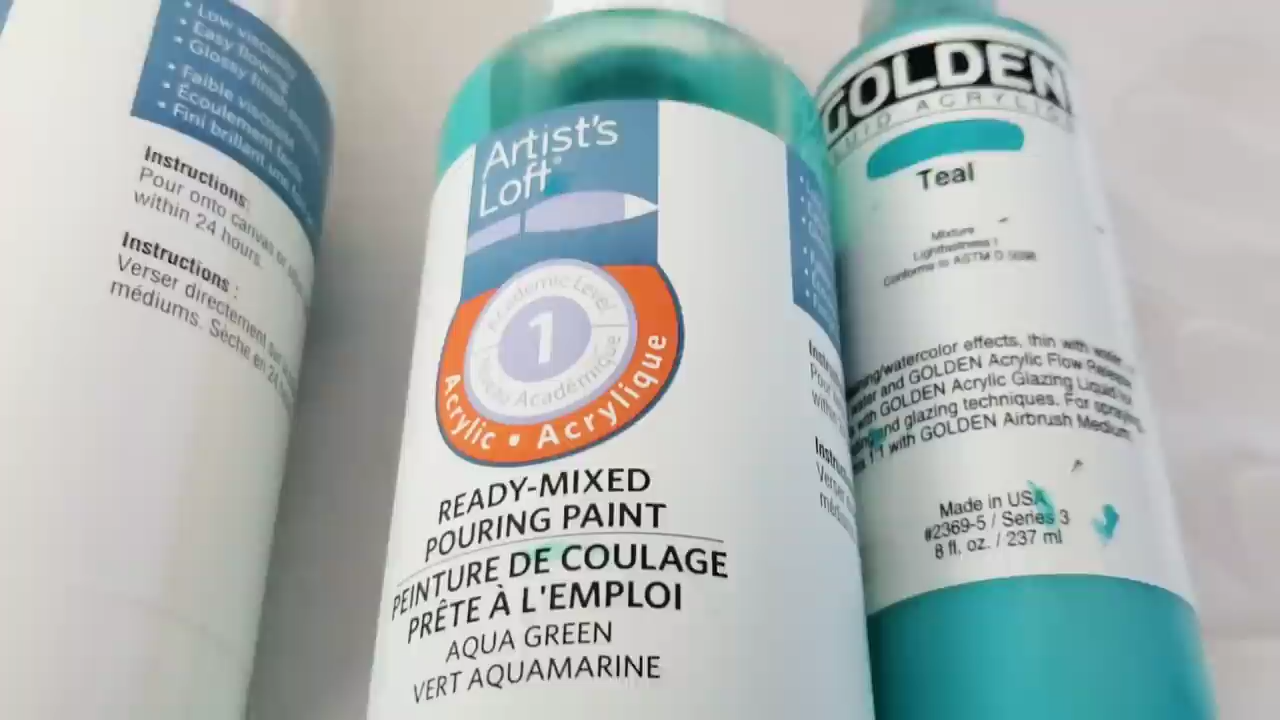 • Low viscosity
• Easy flowing
• Glossy finish
• Faible viscosité
• Écoulement facile
• Fini brillant une
Instructions:
Pour onto canvas or
within 24 hours.
Instructions :
Verser directement sur
médiums. Sèche en 24
Artist's
Loft®
Academic Level
1
Niveau Académique
Acrylic • Acrylique
READY-MIXED
POURING PAINT
PEINTURE DE COULAGE
PRÊTE À L'EMPLOI
AQUA GREEN
VERT AQUAMARINE
GOLDEN
FLUID ACRYLICS
Teal
Mixture
Lightfastness I
Conforms to ASTM D 5098
/watercolor effects, thin with water
water and GOLDEN Acrylic Flow Release
with GOLDEN Acrylic Glazing Liquid
and glazing techniques. For spraying
1:1 with GOLDEN Airbrush Medium
Made in USA
#2369-5 / Series 3
8 fl. oz. / 237 ml